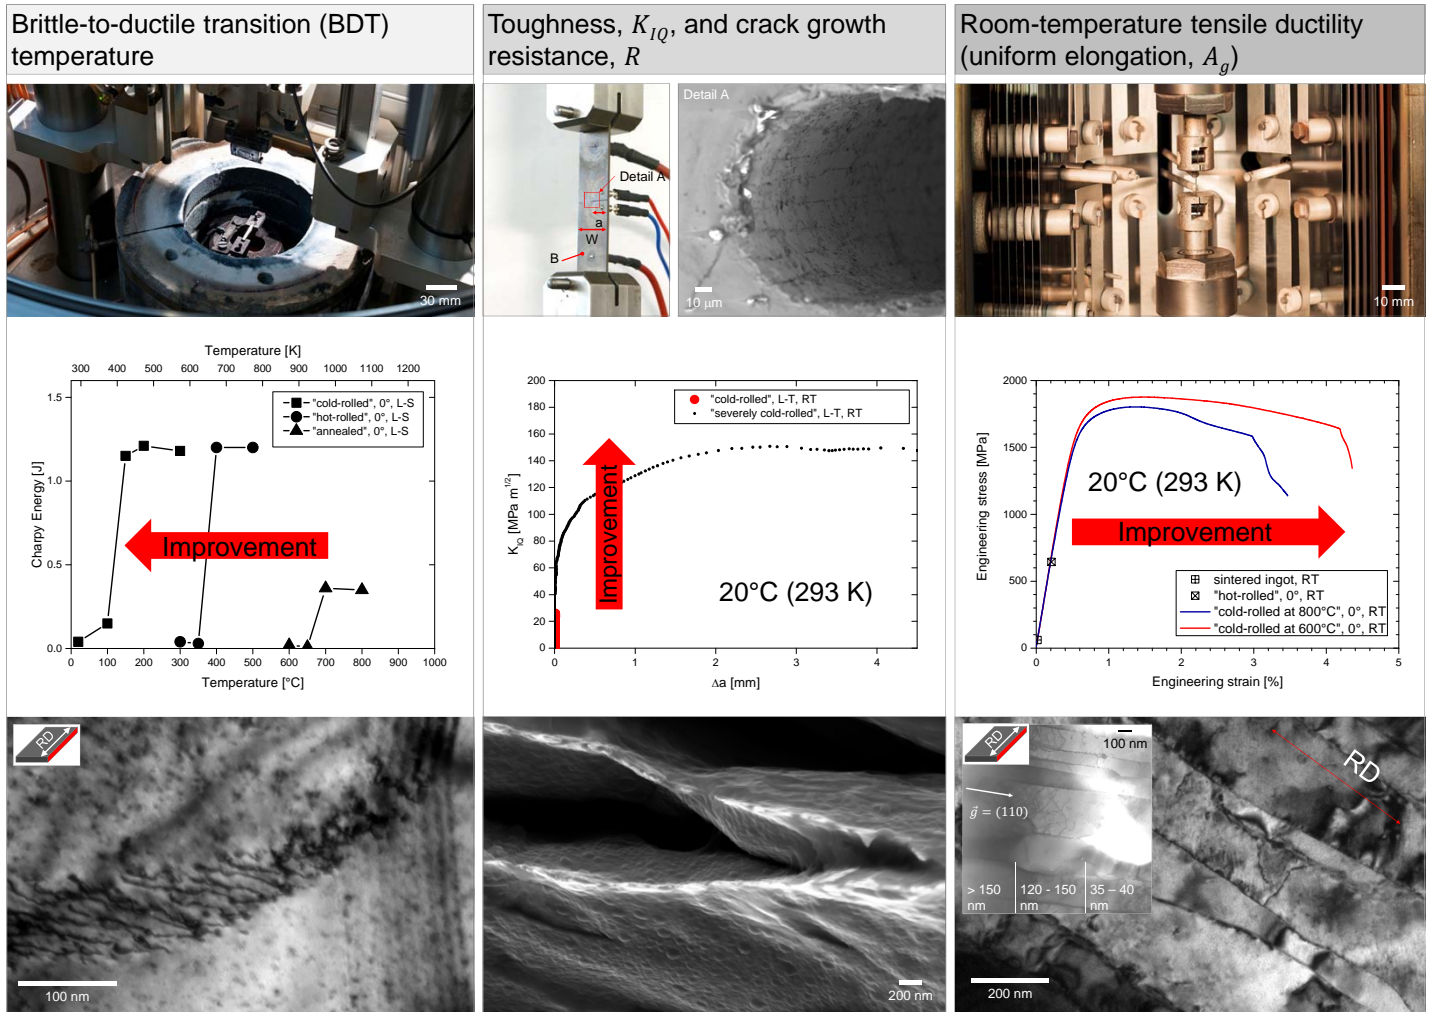 Brittle-to-ductile transition (BDT)
temperature
Toughness, K_IQ, and crack growth
resistance, R
Room-temperature tensile ductility
(uniform elongation, A_g)
30 mm
Detail A
a
W
B
Detail A
10 µm
10 mm
Temperature [K]
300 400 500 600 700 800 900 1000 1100 1200
1.5
1.0
0.5
0.0
Charpy Energy [J]
"cold-rolled", 0°, L-S
"hot-rolled", 0°, L-S
"annealed", 0°, L-S
Improvement
0 100 200 300 400 500 600 700 800 900 1000
Temperature [°C]
200
180
160
140
120
100
80
60
40
20
0
K_IQ [MPa m^1/2]
"cold-rolled", L-T, RT
"severely cold-rolled", L-T, RT
Improvement
20°C (293 K)
0 1 2 3 4
Δa [mm]
2000
1500
1000
500
0
Engineering stress [MPa]
20°C (293 K)
Improvement
sintered ingot, RT
"hot-rolled", 0°, RT
"cold-rolled at 800°C", 0°, RT
"cold-rolled at 600°C", 0°, RT
0 1 2 3 4 5
Engineering strain [%]
RD
100 nm
200 nm
RD
100 nm
g⃗ = (110)
> 150
nm
120 - 150
nm
35 – 40
nm
RD
200 nm